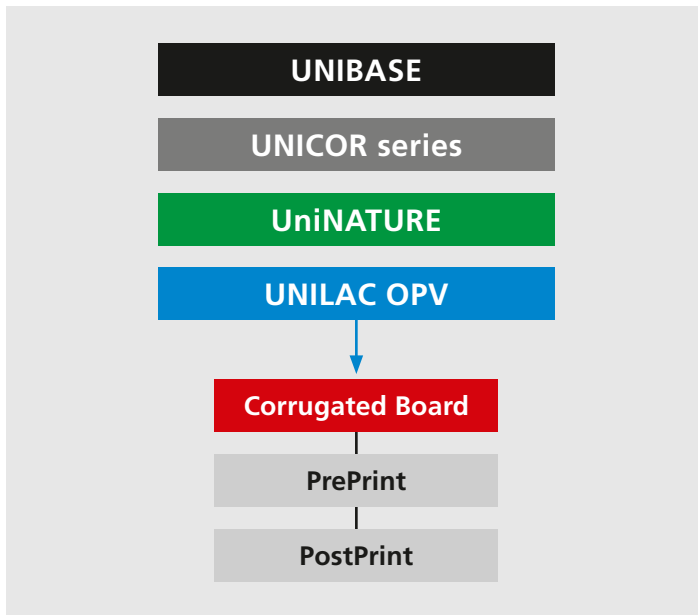 UNIBASE
UNICOR series
UniNATURE
UNILAC OPV
Corrugated Board
PrePrint
PostPrint